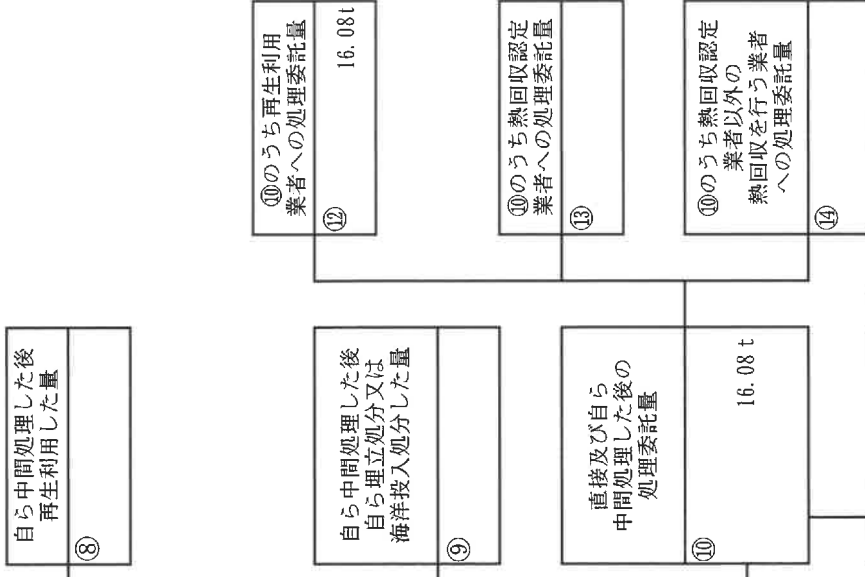 自ら中間処理した後
再生利用した量
⑧
自ら中間処理した後
自ら埋立処分又は
海洋投入処分した量
⑨
直接及び自ら
中間処理した後の
処理委託量
⑩
16.08 t
⑩のうち再生利用
業者への処理委託量
⑫
16.08 t
⑩のうち熱回収認定
業者への処理委託量
⑬
⑩のうち熱回収認定
業者以外の
熱回収を行う業者
への処理委託量
⑭